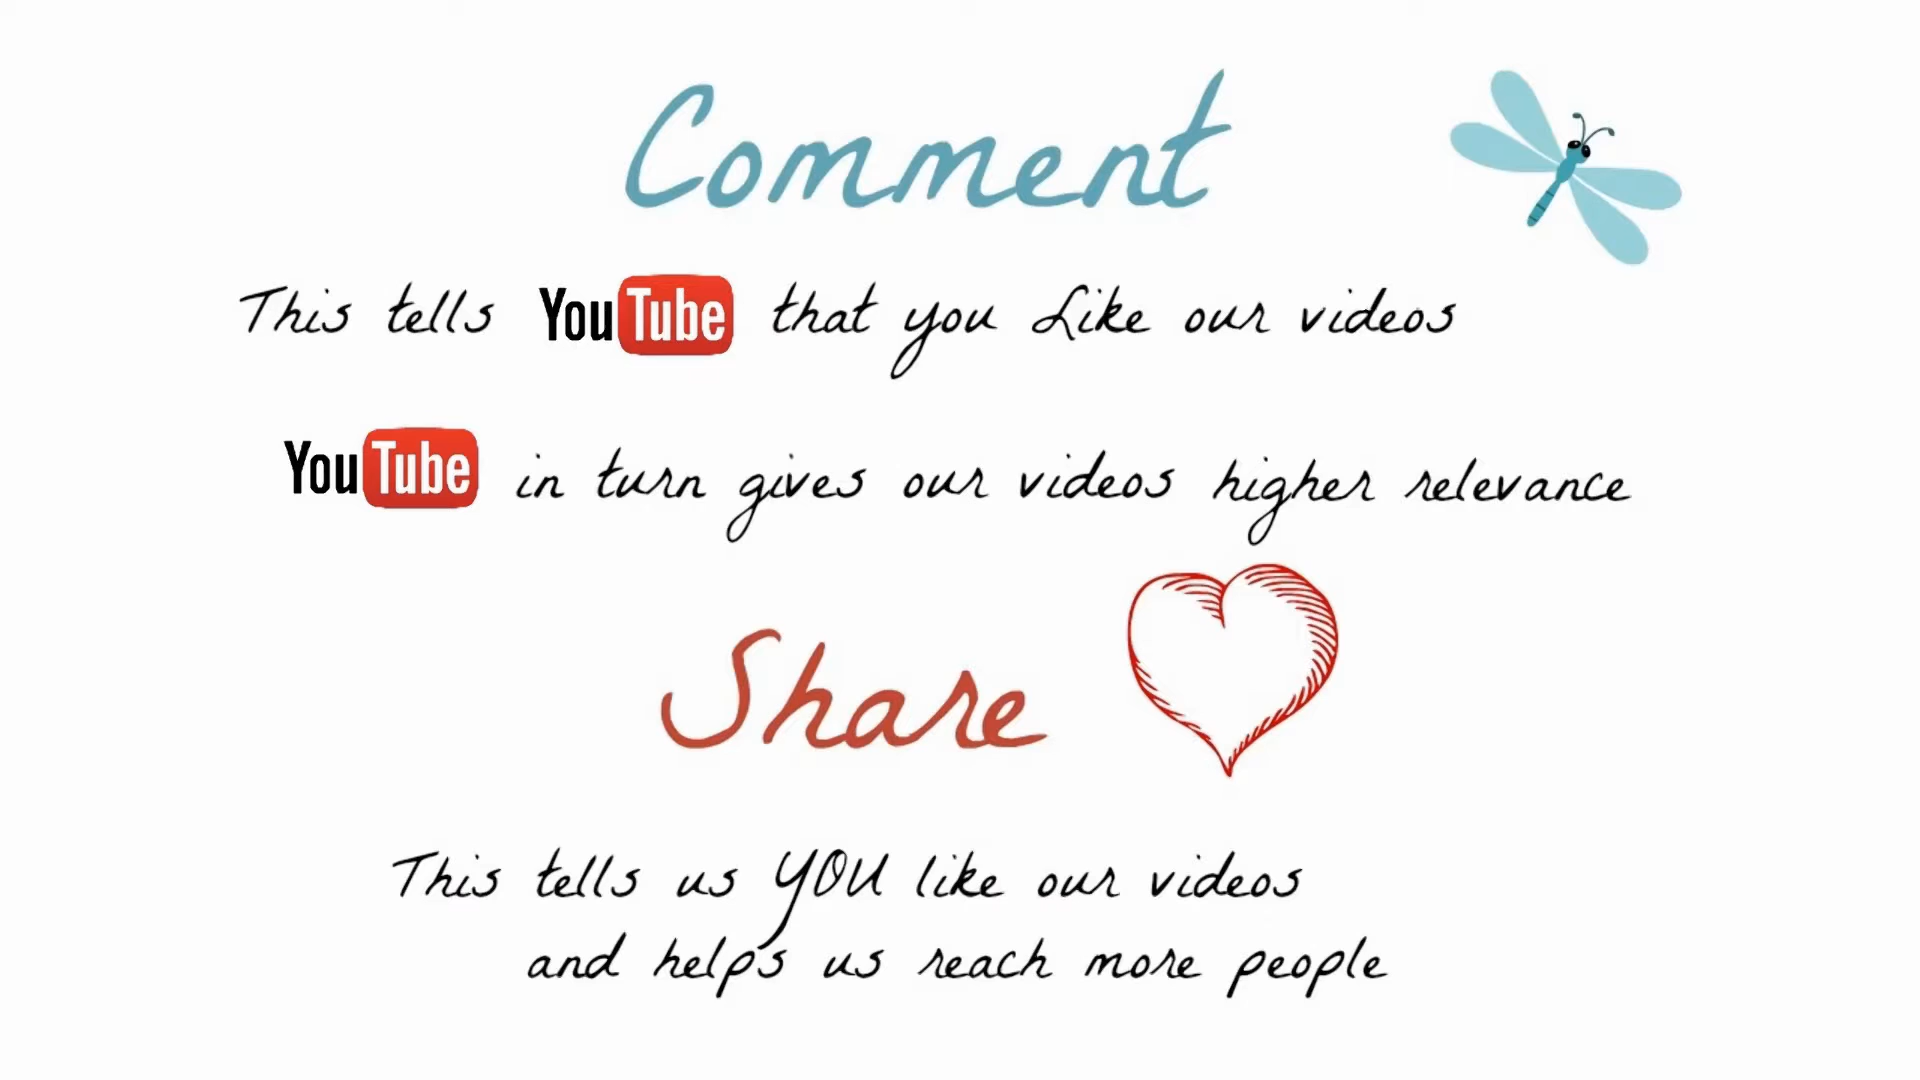 Comment
This tells YouTube that you Like our videos
YouTube in turn gives our videos higher relevance
Share
This tells us YOU like our videos
and helps us reach more people